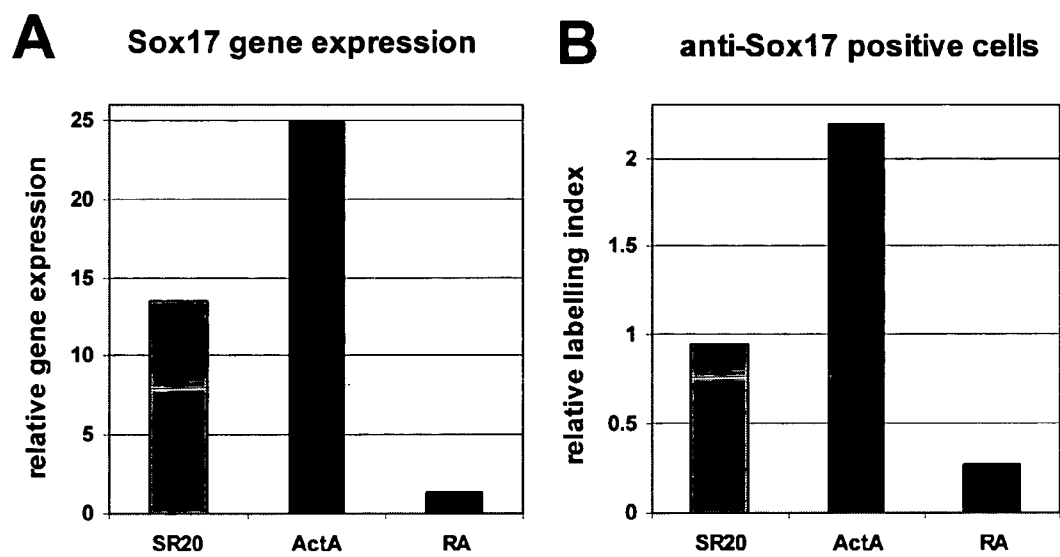 A
Sox17 gene expression
relative gene expression
25
20
15
10
5
0
SR20
ActA
RA
B
anti-Sox17 positive cells
relative labelling index
2
1.5
1
0.5
0
SR20
ActA
RA